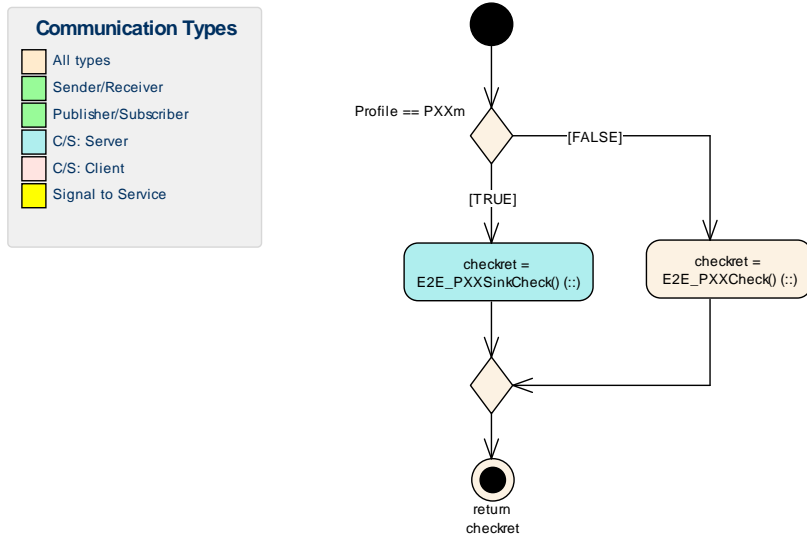 Communication Types
All types
Sender/Receiver
Publisher/Subscriber
C/S: Server
C/S: Client
Signal to Service
Profile == PXXm
[FALSE]
[TRUE]
checkret =
E2E_PXXSinkCheck() (::)
checkret =
E2E_PXXCheck() (::)
return
checkret